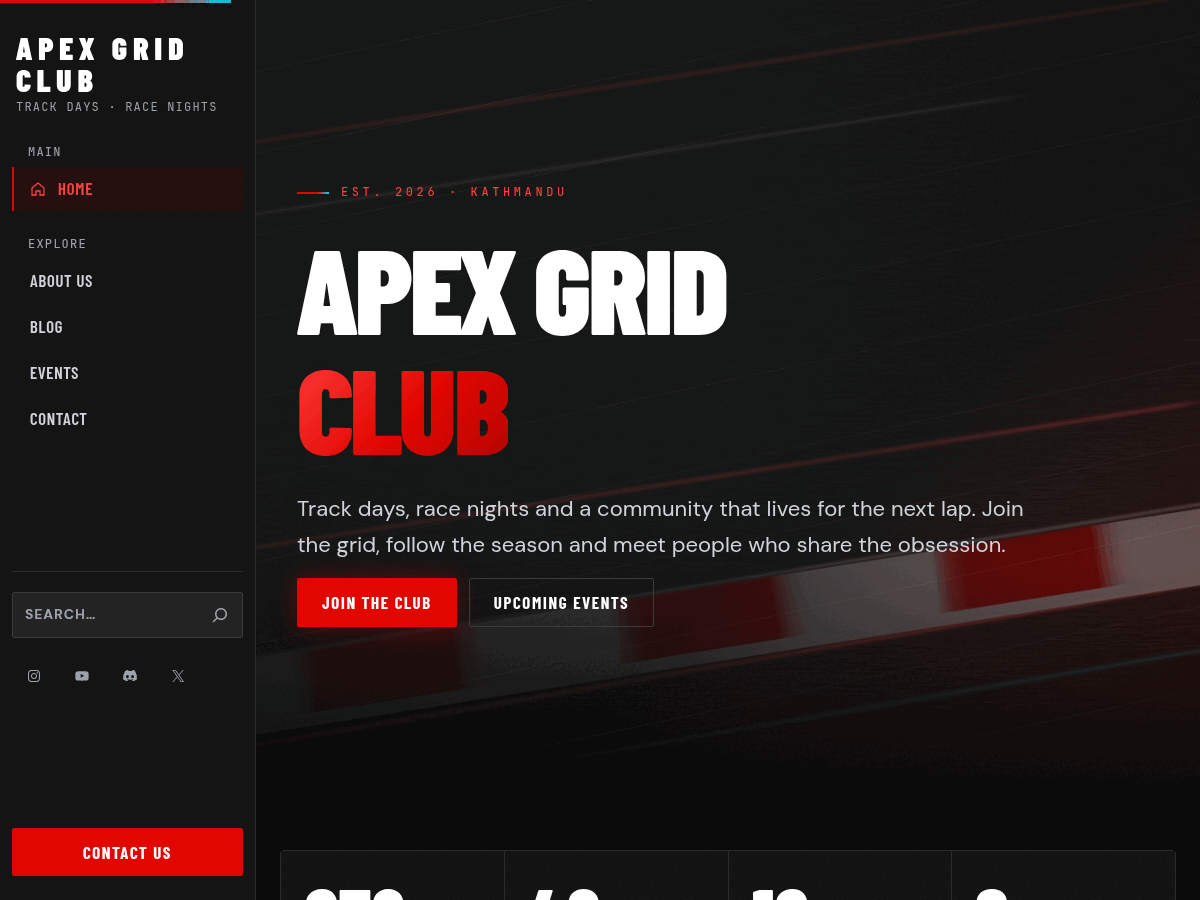 APEX GRID
CLUB
TRACK DAYS · RACE NIGHTS
MAIN
HOME
EXPLORE
ABOUT US
BLOG
EVENTS
CONTACT
SEARCH…
CONTACT US
EST. 2026 · KATHMANDU
APEX GRID
CLUB
Track days, race nights and a community that lives for the next lap. Join
the grid, follow the season and meet people who share the obsession.
JOIN THE CLUB
UPCOMING EVENTS